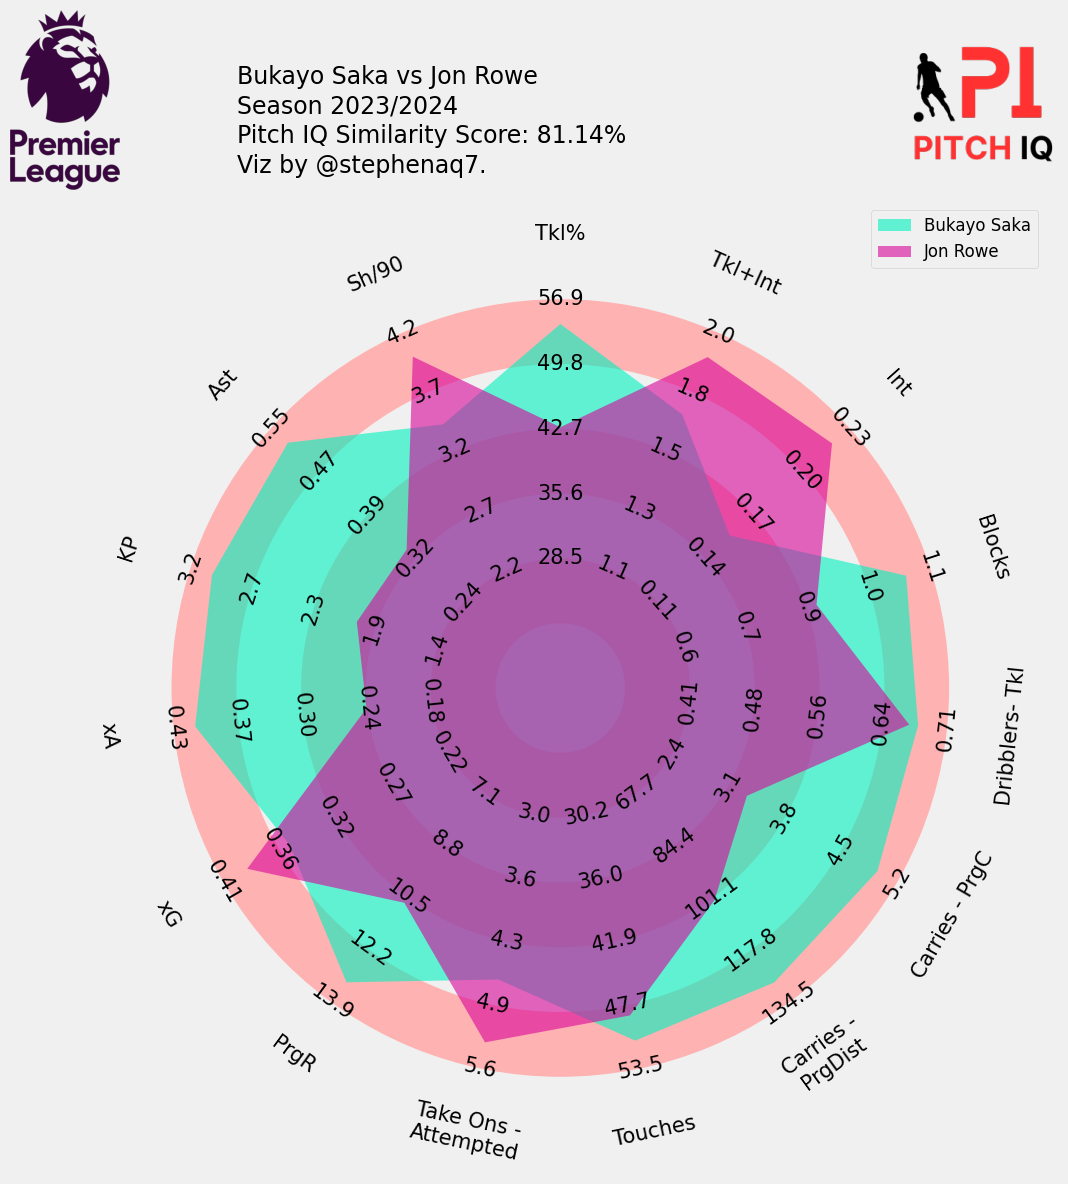 Bukayo Saka vs Jon Rowe
Season 2023/2024
Pitch IQ Similarity Score: 81.14%
Viz by @stephenaq7.
Premier
League
PI
PITCH IQ
Bukayo Saka
Jon Rowe
Tkl%
56.9
49.8
42.7
35.6
28.5
Tkl+Int
2.0
1.8
1.5
1.3
1.1
Int
0.23
0.20
0.17
0.14
0.11
Blocks
1.1
1.0
0.9
0.7
0.6
Dribblers- Tkl
0.71
0.64
0.56
0.48
0.41
Carries - PrgC
5.2
4.5
3.8
3.1
2.4
Carries -
PrgDist
134.5
117.8
101.1
84.4
67.7
Touches
53.5
47.7
41.9
36.0
30.2
Take Ons -
Attempted
5.6
4.9
4.3
3.6
3.0
PrgR
13.9
12.2
10.5
8.8
7.1
xG
0.41
0.36
0.32
0.27
0.22
xA
0.43
0.37
0.30
0.24
0.18
KP
3.2
2.7
2.3
1.9
1.4
Ast
0.55
0.47
0.39
0.32
0.24
Sh/90
4.2
3.7
3.2
2.7
2.2